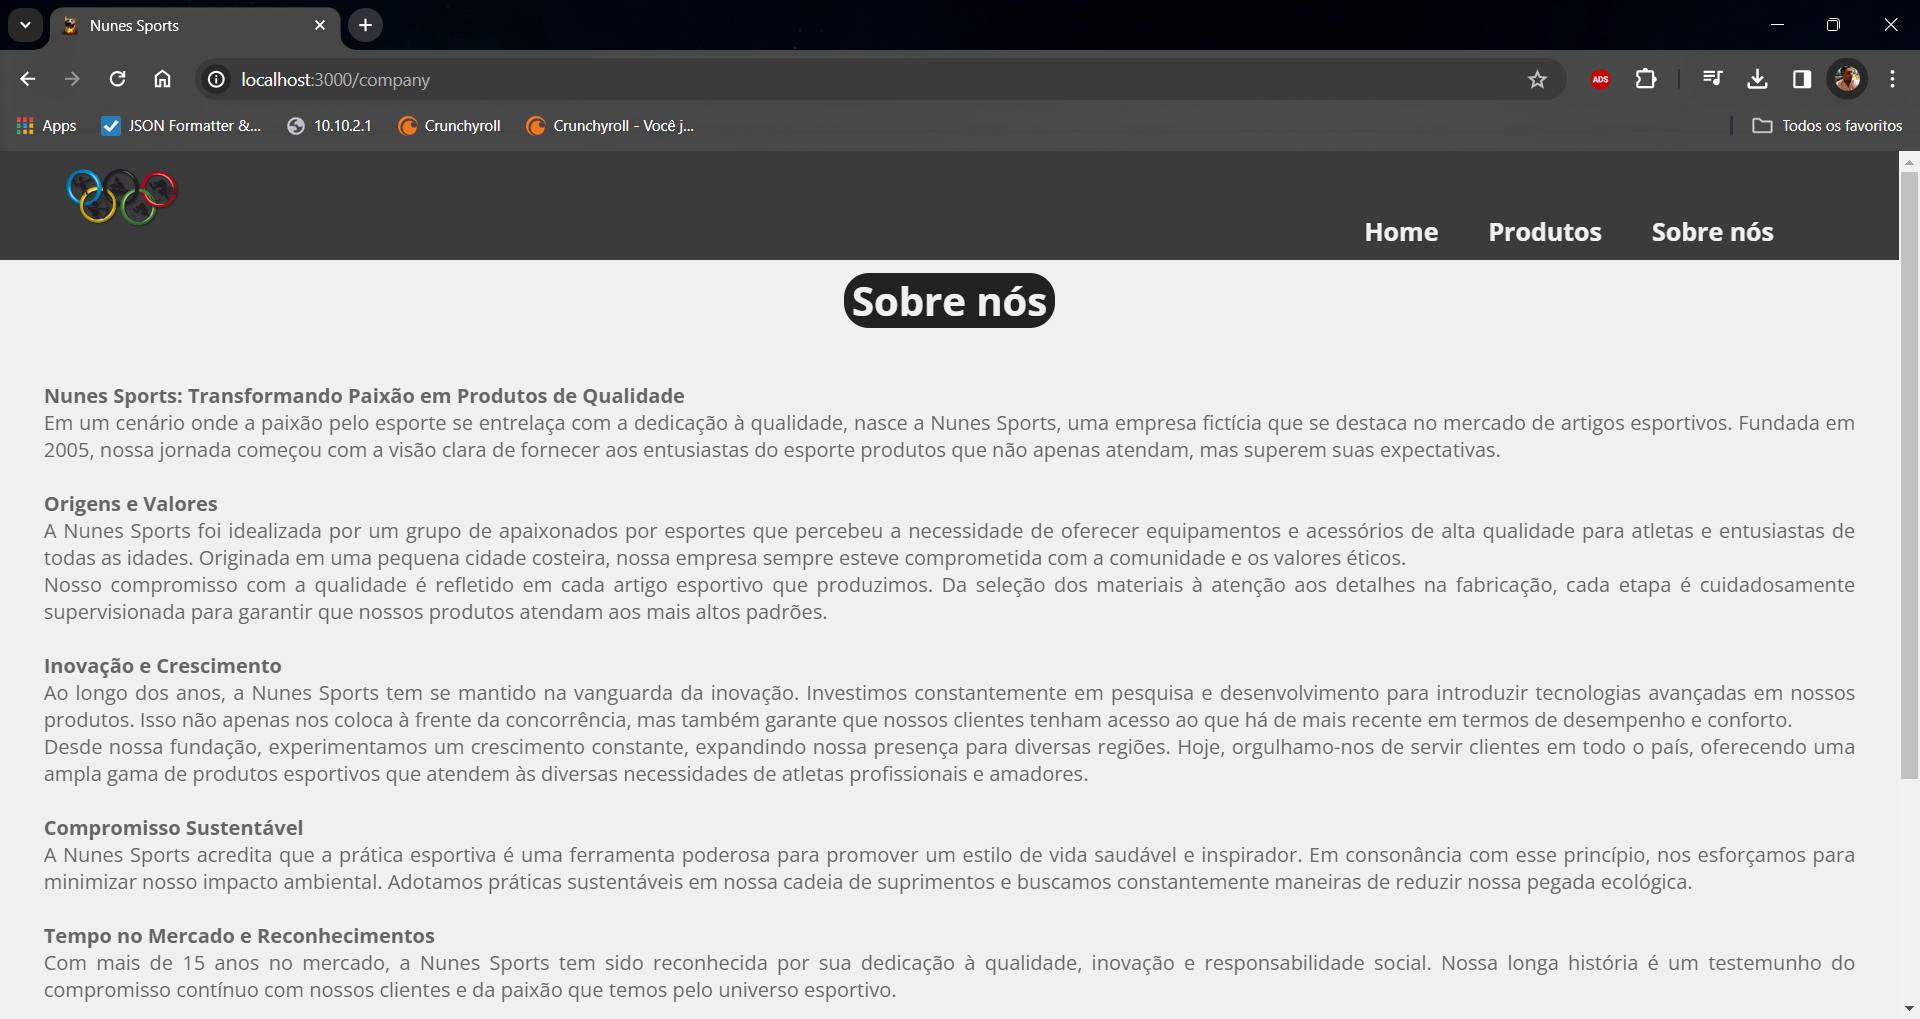 Nunes Sports
localhost:3000/company
ADS
Apps JSON Formatter &... 10.10.2.1 Crunchyroll Crunchyroll - Você j... Todos os favoritos
Home Produtos Sobre nós
Sobre nós
Nunes Sports: Transformando Paixão em Produtos de Qualidade
Em um cenário onde a paixão pelo esporte se entrelaça com a dedicação à qualidade, nasce a Nunes Sports, uma empresa fictícia que se destaca no mercado de artigos esportivos. Fundada em
2005, nossa jornada começou com a visão clara de fornecer aos entusiastas do esporte produtos que não apenas atendam, mas superem suas expectativas.
Origens e Valores
A Nunes Sports foi idealizada por um grupo de apaixonados por esportes que percebeu a necessidade de oferecer equipamentos e acessórios de alta qualidade para atletas e entusiastas de
todas as idades. Originada em uma pequena cidade costeira, nossa empresa sempre esteve comprometida com a comunidade e os valores éticos.
Nosso compromisso com a qualidade é refletido em cada artigo esportivo que produzimos. Da seleção dos materiais à atenção aos detalhes na fabricação, cada etapa é cuidadosamente
supervisionada para garantir que nossos produtos atendam aos mais altos padrões.
Inovação e Crescimento
Ao longo dos anos, a Nunes Sports tem se mantido na vanguarda da inovação. Investimos constantemente em pesquisa e desenvolvimento para introduzir tecnologias avançadas em nossos
produtos. Isso não apenas nos coloca à frente da concorrência, mas também garante que nossos clientes tenham acesso ao que há de mais recente em termos de desempenho e conforto.
Desde nossa fundação, experimentamos um crescimento constante, expandindo nossa presença para diversas regiões. Hoje, orgulhamo-nos de servir clientes em todo o país, oferecendo uma
ampla gama de produtos esportivos que atendem às diversas necessidades de atletas profissionais e amadores.
Compromisso Sustentável
A Nunes Sports acredita que a prática esportiva é uma ferramenta poderosa para promover um estilo de vida saudável e inspirador. Em consonância com esse princípio, nos esforçamos para
minimizar nosso impacto ambiental. Adotamos práticas sustentáveis em nossa cadeia de suprimentos e buscamos constantemente maneiras de reduzir nossa pegada ecológica.
Tempo no Mercado e Reconhecimentos
Com mais de 15 anos no mercado, a Nunes Sports tem sido reconhecida por sua dedicação à qualidade, inovação e responsabilidade social. Nossa longa história é um testemunho do
compromisso contínuo com nossos clientes e da paixão que temos pelo universo esportivo.